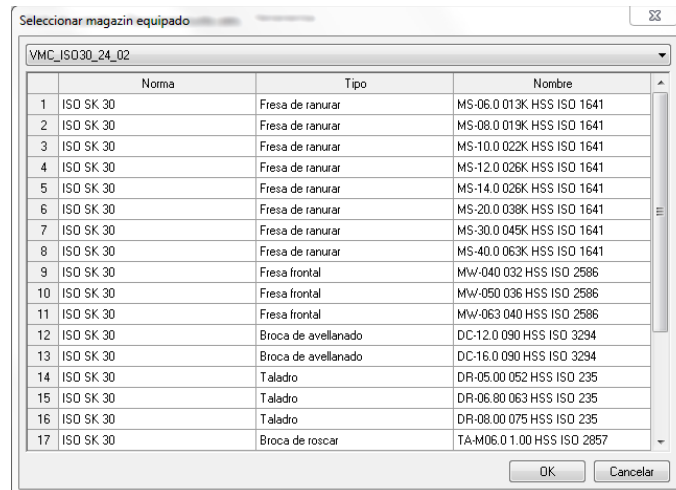 Seleccionar magazin equipado
VMC_ISO30_24_02
Norma Tipo Nombre
1 ISO SK 30 Fresa de ranurar MS-06.0 013K HSS ISO 1641
2 ISO SK 30 Fresa de ranurar MS-08.0 019K HSS ISO 1641
3 ISO SK 30 Fresa de ranurar MS-10.0 022K HSS ISO 1641
4 ISO SK 30 Fresa de ranurar MS-12.0 026K HSS ISO 1641
5 ISO SK 30 Fresa de ranurar MS-14.0 026K HSS ISO 1641
6 ISO SK 30 Fresa de ranurar MS-20.0 038K HSS ISO 1641
7 ISO SK 30 Fresa de ranurar MS-30.0 045K HSS ISO 1641
8 ISO SK 30 Fresa de ranurar MS-40.0 063K HSS ISO 1641
9 ISO SK 30 Fresa frontal MW-040 032 HSS ISO 2586
10 ISO SK 30 Fresa frontal MW-050 036 HSS ISO 2586
11 ISO SK 30 Fresa frontal MW-063 040 HSS ISO 2586
12 ISO SK 30 Broca de avellanado DC-12.0 090 HSS ISO 3294
13 ISO SK 30 Broca de avellanado DC-16.0 090 HSS ISO 3294
14 ISO SK 30 Taladro DR-05.00 052 HSS ISO 235
15 ISO SK 30 Taladro DR-06.80 063 HSS ISO 235
16 ISO SK 30 Taladro DR-08.00 075 HSS ISO 235
17 ISO SK 30 Broca de roscar TA-M06.0 1.00 HSS ISO 2857
OK Cancelar